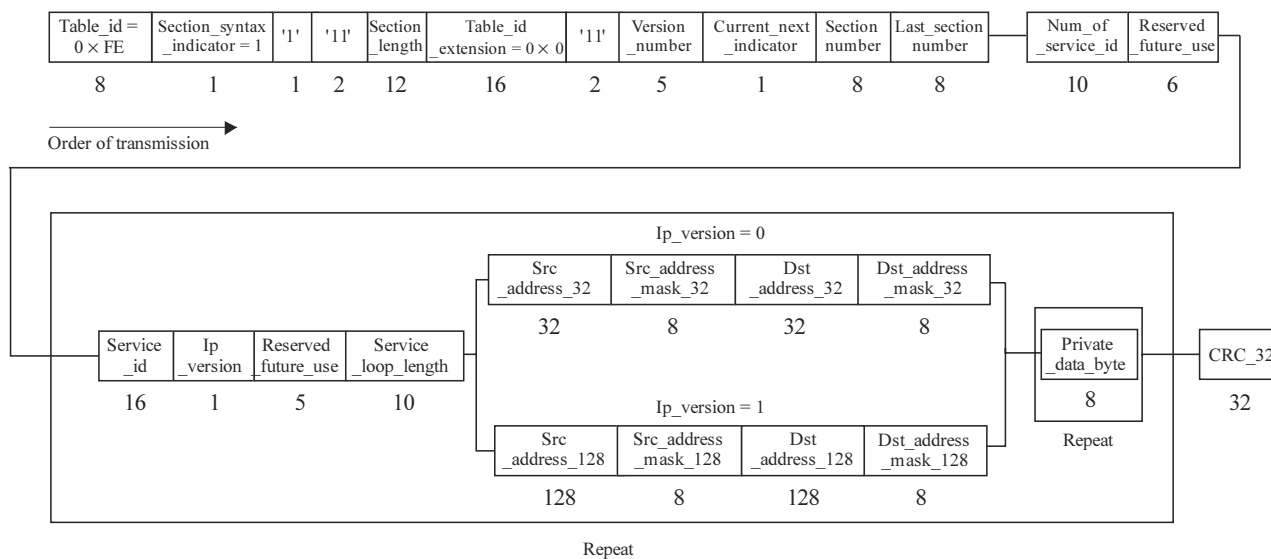 Table_id =
0 × FE
Section_syntax
_indicator = 1
'1'
'11'
Section
_length
Table_id
_extension = 0 × 0
'11'
Version
_number
Current_next
_indicator
Section
number
Last_section
number
Num_of
_service_id
Reserved
_future_use
8 1 1 2 12 16 2 5 1 8 8 10 6
Order of transmission
Ip_version = 0
Src
_address_32
Src_address
_mask_32
Dst
_address_32
Dst_address
_mask_32
32 8 32 8
Service
_id
Ip
_version
Reserved
_future_use
Service
_loop_length
16 1 5 10
Private
_data_byte
8
Repeat
CRC_32
32
Ip_version = 1
Src
_address_128
Src_address
_mask_128
Dst
_address_128
Dst_address
_mask_128
128 8 128 8
Repeat